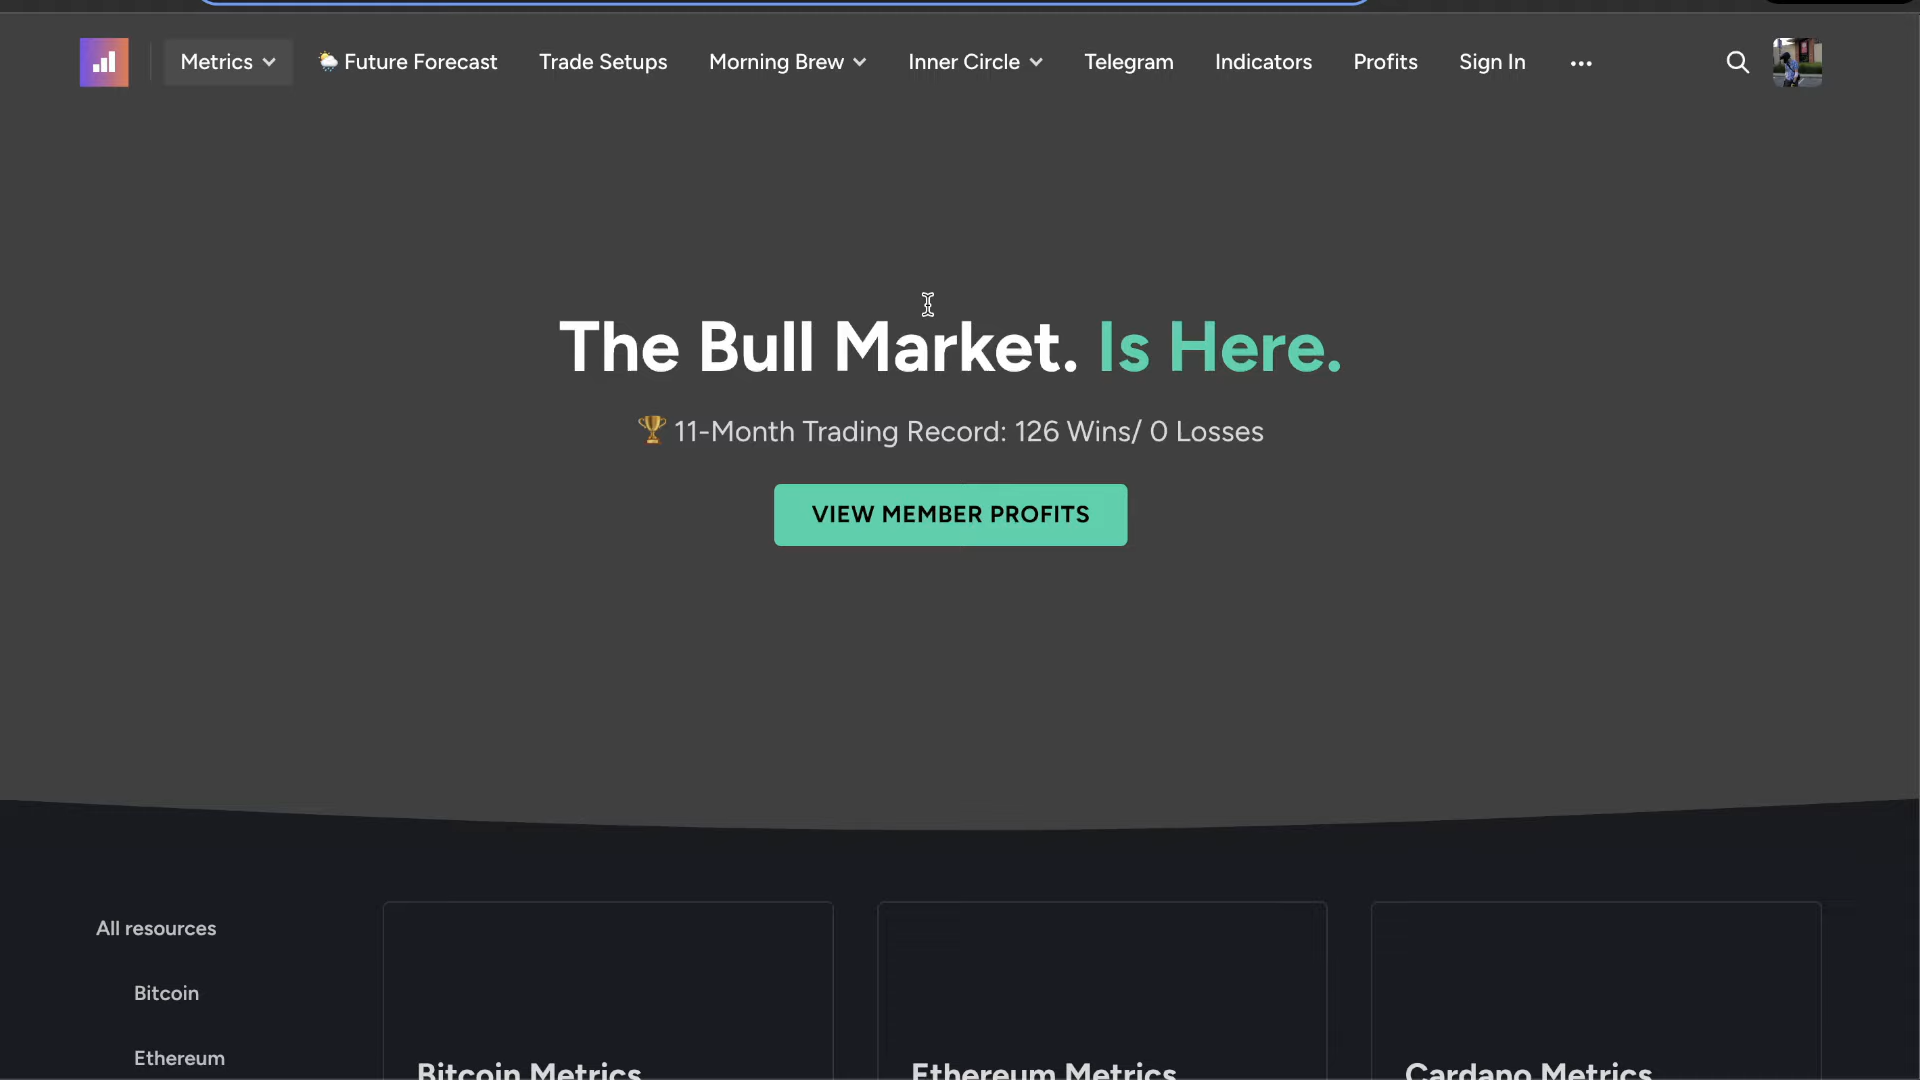 Metrics
🌦 Future Forecast
Trade Setups
Morning Brew
Inner Circle
Telegram
Indicators
Profits
Sign In
The Bull Market. Is Here.
🏆 11-Month Trading Record: 126 Wins/ 0 Losses
VIEW MEMBER PROFITS
All resources
Bitcoin
Ethereum
Bitcoin Metrics
Ethereum Metrics
Cardano Metrics